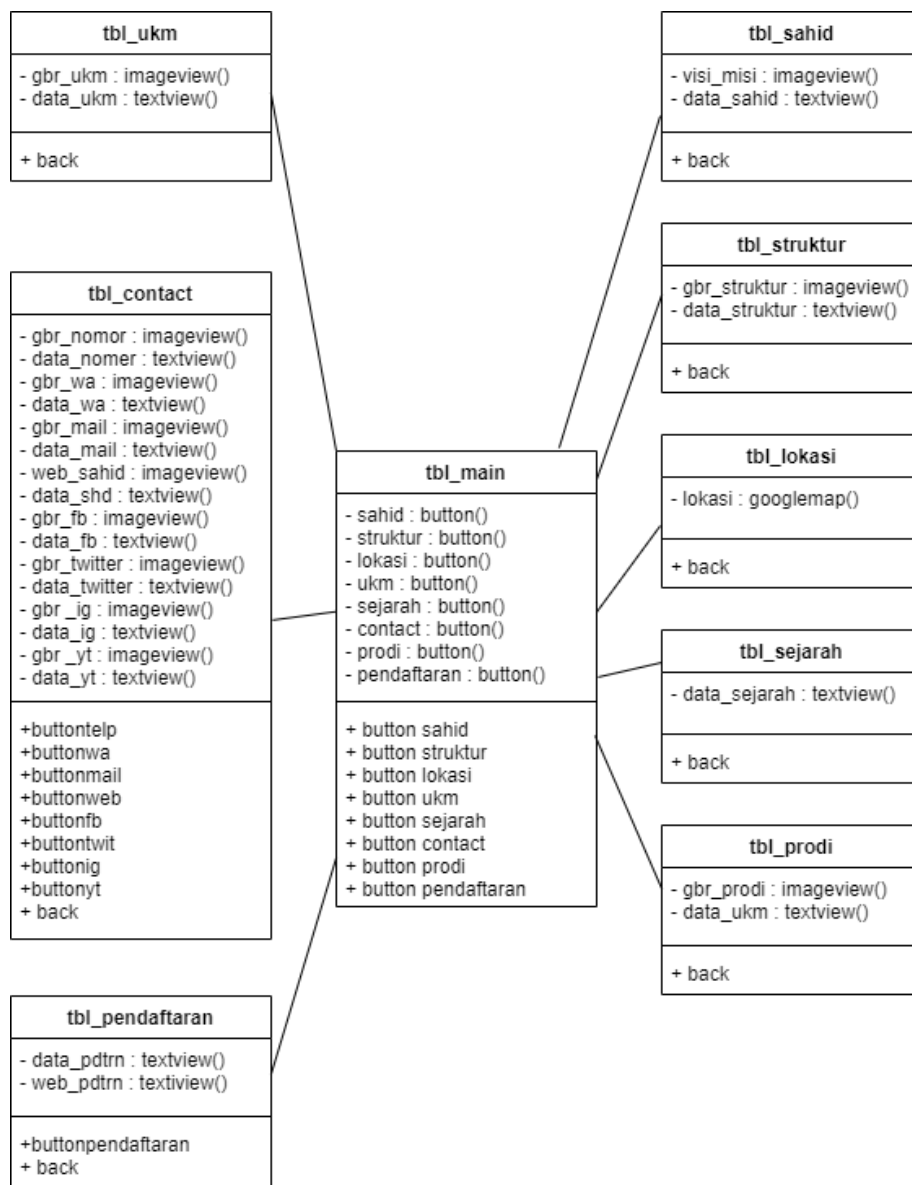 tbl_ukm
- gbr_ukm : imageview()
- data_ukm : textview()
+ back
tbl_contact
- gbr_nomor : imageview()
- data_nomer : textview()
- gbr_wa : imageview()
- data_wa : textview()
- gbr_mail : imageview()
- data_mail : textview()
- web_sahid : imageview()
- data_shd : textview()
- gbr_fb : imageview()
- data_fb : textview()
- gbr_twitter : imageview()
- data_twitter : textview()
- gbr _ig : imageview()
- data_ig : textview()
- gbr _yt : imageview()
- data_yt : textview()
+buttontelp
+buttonwa
+buttonmail
+buttonweb
+buttonfb
+buttontwit
+buttonig
+buttonyt
+ back
tbl_pendaftaran
- data_pdtrn : textview()
- web_pdtrn : textiview()
+buttonpendaftaran
+ back
tbl_main
- sahid : button()
- struktur : button()
- lokasi : button()
- ukm : button()
- sejarah : button()
- contact : button()
- prodi : button()
- pendaftaran : button()
+ button sahid
+ button struktur
+ button lokasi
+ button ukm
+ button sejarah
+ button contact
+ button prodi
+ button pendaftaran
tbl_sahid
- visi_misi : imageview()
- data_sahid : textview()
+ back
tbl_struktur
- gbr_struktur : imageview()
- data_struktur : textview()
+ back
tbl_lokasi
- lokasi : googlemap()
+ back
tbl_sejarah
- data_sejarah : textview()
+ back
tbl_prodi
- gbr_prodi : imageview()
- data_ukm : textview()
+ back